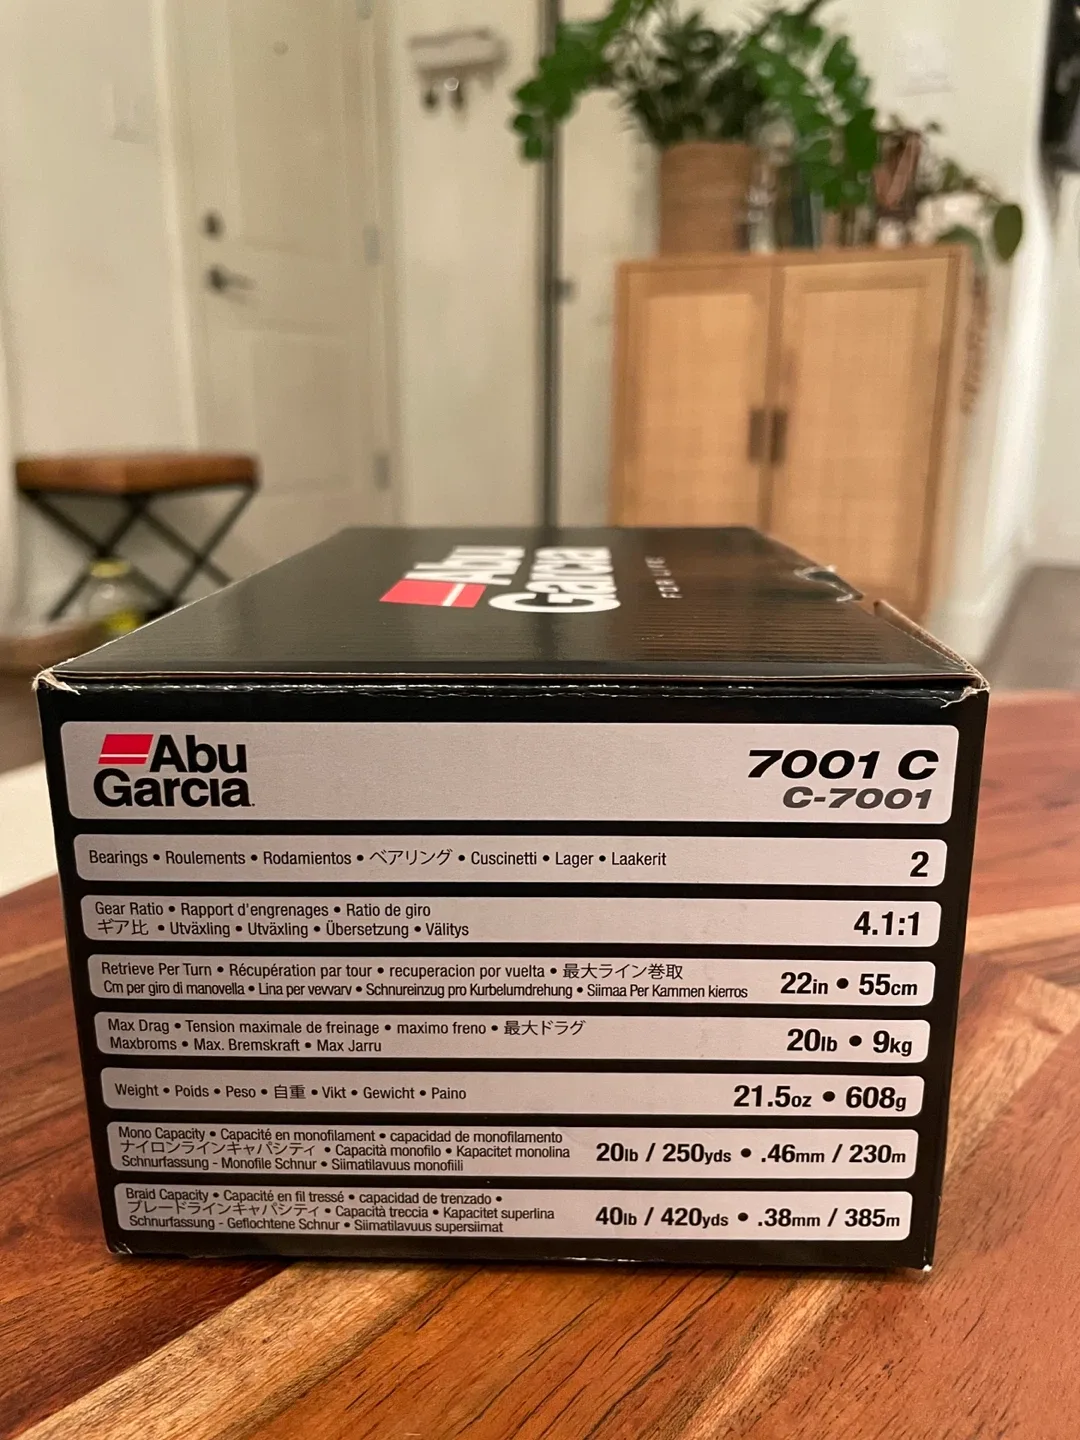 Abu
Garcia
FOR LIFE
Abu
Garcia.
7001 C
C-7001
Bearings • Roulements • Rodamientos • ベアリング • Cuscinetti • Lager • Laakerit
2
Gear Ratio • Rapport d'engrenages • Ratio de giro
ギア比 • Utväxling • Utväxling • Übersetzung • Välitys
4.1:1
Retrieve Per Turn • Récupération par tour • recuperacion por vuelta • 最大ライン巻取
Cm per giro di manovella • Lina per vevvarv • Schnureinzug pro Kurbelumdrehung • Siimaa Per Kammen kierros
22in • 55cm
Max Drag • Tension maximale de freinage • maximo freno • 最大ドラグ
Maxbroms • Max. Bremskraft • Max Jarru
20lb • 9kg
Weight • Poids • Peso • 自重 • Vikt • Gewicht • Paino
21.5oz • 608g
Mono Capacity • Capacité en monofilament • capacidad de monofilamento
ナイロンラインキャパシティ • Capacità monofilo • Kapacitet monolina
Schnurfassung - Monofile Schnur • Siimatilavuus monofiili
20lb / 250yds • .46mm / 230m
Braid Capacity • Capacité en fil tressé • capacidad de trenzado •
ブレードラインキャパシティ • Capacità treccia • Kapacitet superlina
Schnurfassung - Geflochtene Schnur • Siimatilavuus supersiimat
40lb / 420yds • .38mm / 385m